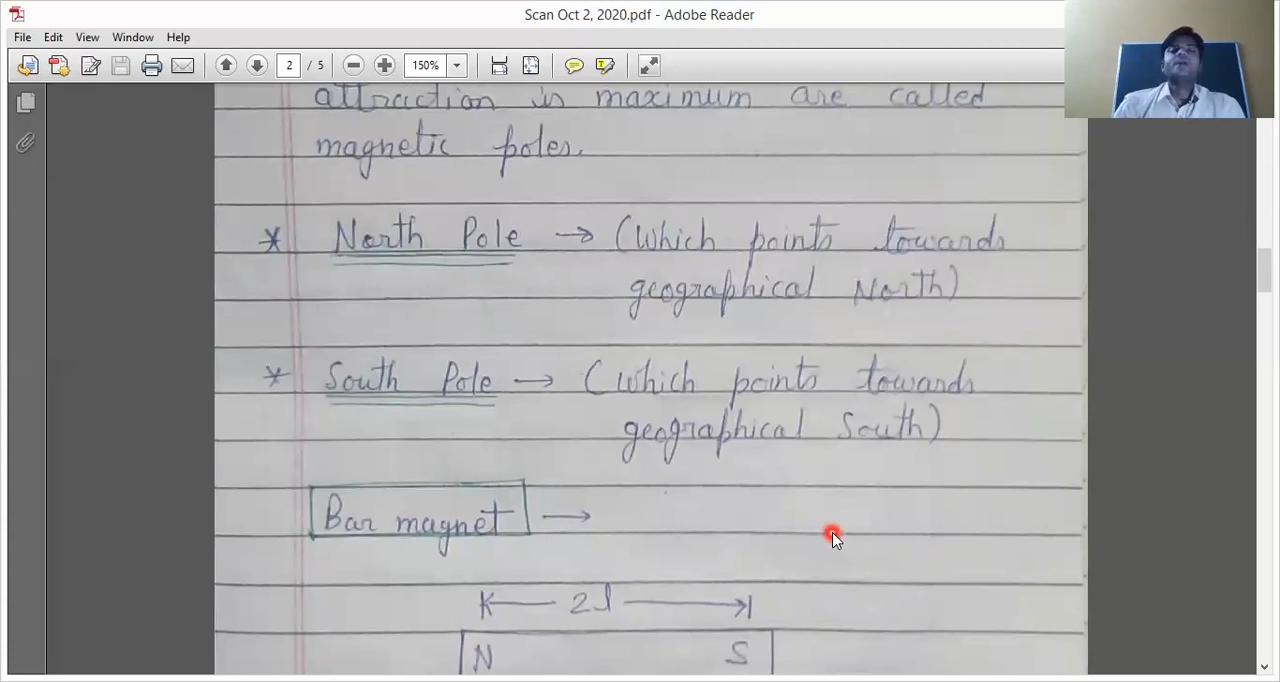 Scan Oct 2, 2020.pdf - Adobe Reader
File Edit View Window Help
2 / 5 150%
attraction is maximum are called
magnetic poles.
* North Pole → (which points towards
geographical North)
* South Pole → (which points towards
geographical South)
Bar magnet →
2l
N S